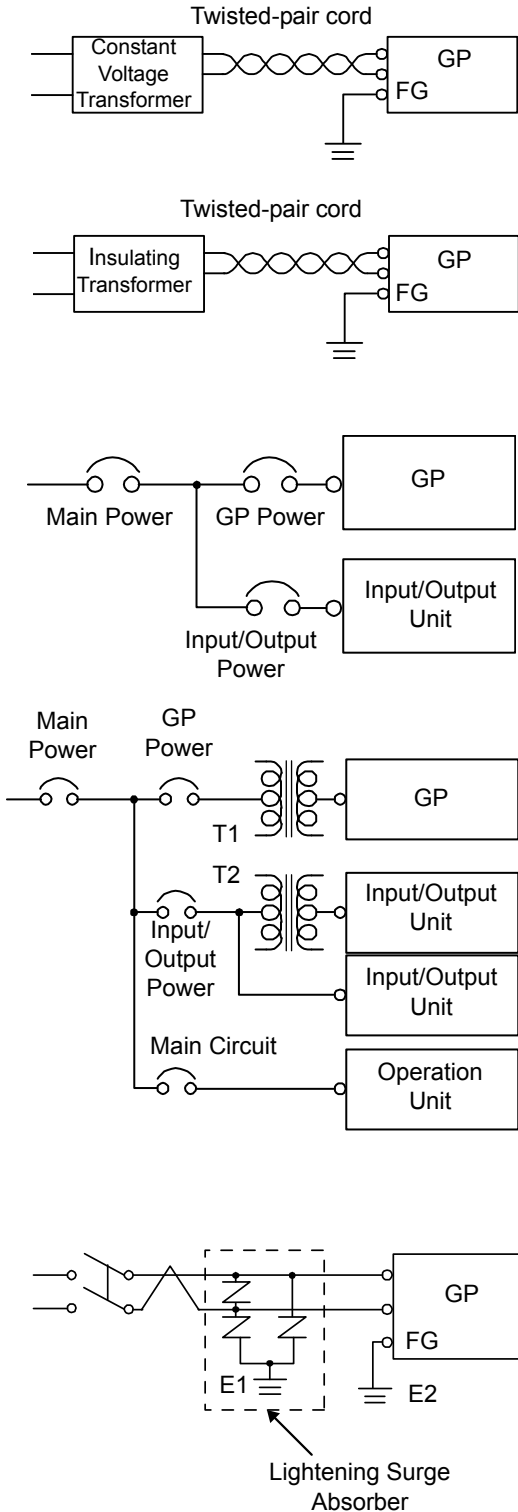 Twisted-pair cord
Constant
Voltage
Transformer
GP
FG
Twisted-pair cord
Insulating
Transformer
GP
FG
GP
Main Power
GP Power
Input/Output
Unit
Input/Output
Power
Main
Power
GP
Power
T1
GP
T2
Input/Output
Unit
Input/
Output
Power
Input/Output
Unit
Main Circuit
Operation
Unit
GP
FG
E1
E2
Lightening Surge
Absorber